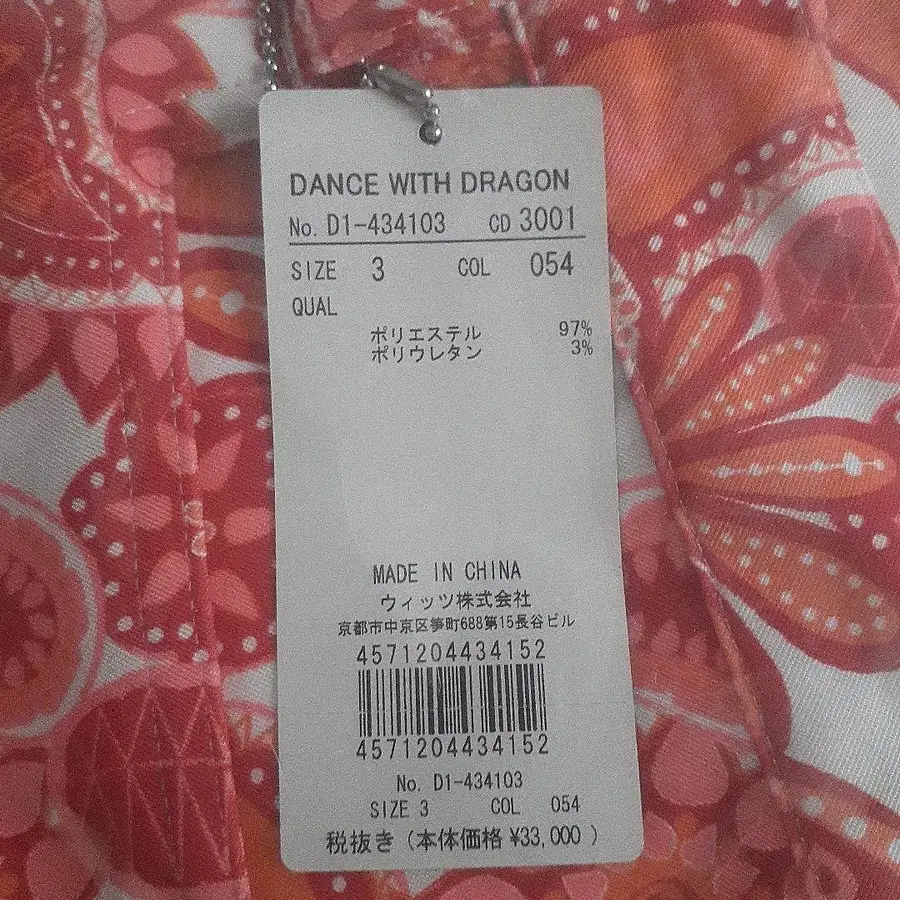 DANCE WITH DRAGON
No. D1-434103 CD 3001
SIZE 3 COL 054
QUAL
ポリエステル 97%
ポリウレタン 3%
MADE IN CHINA
ウィッツ株式会社
京都市中京区笋町688第15長谷ビル
4571204434152
4571204434152
No. D1-434103
SIZE 3 COL 054
税抜き (本体価格 ¥33,000 )